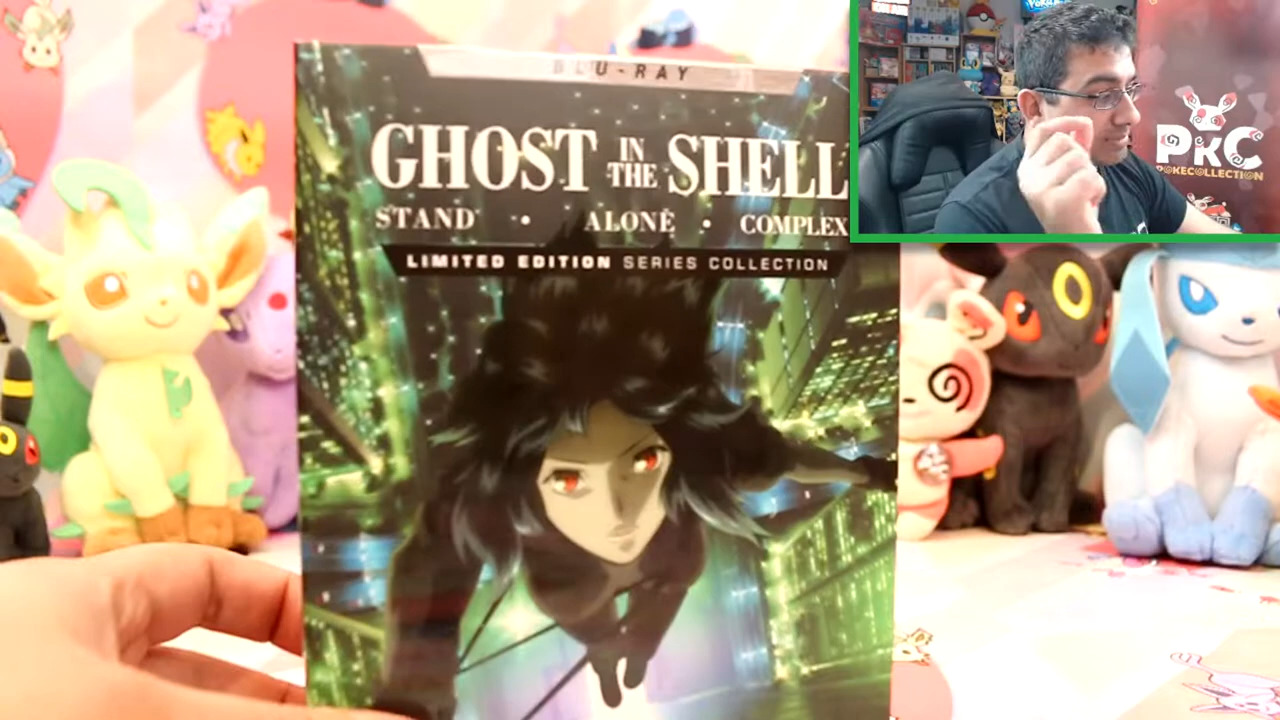 BLU-RAY
GHOST IN THE SHELL
STAND • ALONE • COMPLEX
LIMITED EDITION SERIES COLLECTION
PKC
POKECOLLECTION